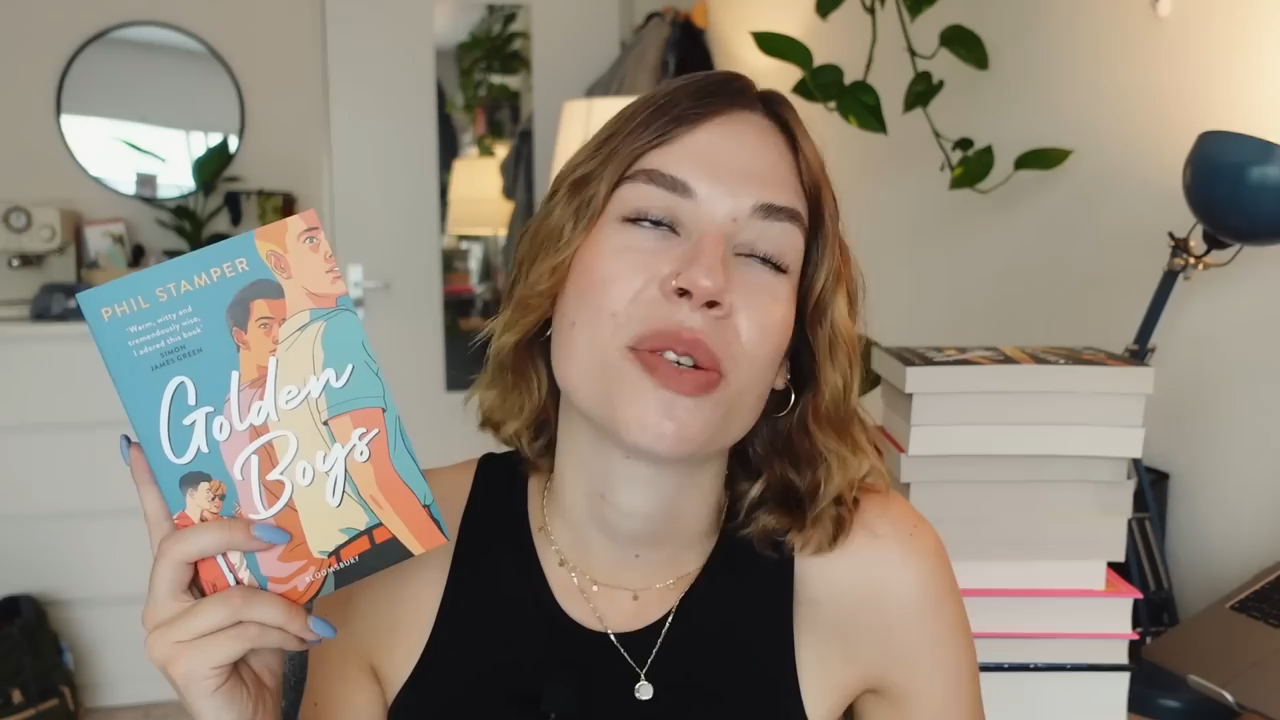 PHIL STAMPER
'Warm, witty and
tremendously wise,
I adored this book'
SIMON
JAMES GREEN
Golden
Boys
BLOOMSBURY